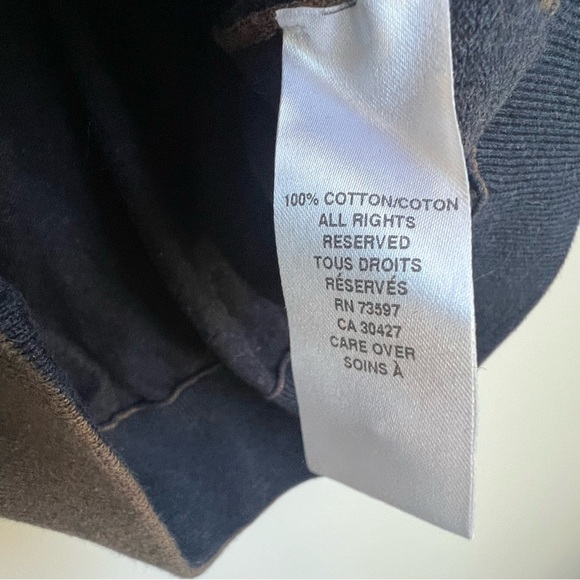 100% COTTON/COTON
ALL RIGHTS
RESERVED
TOUS DROITS
RÉSERVÉS
RN 73597
CA 30427
CARE OVER
SOINS À